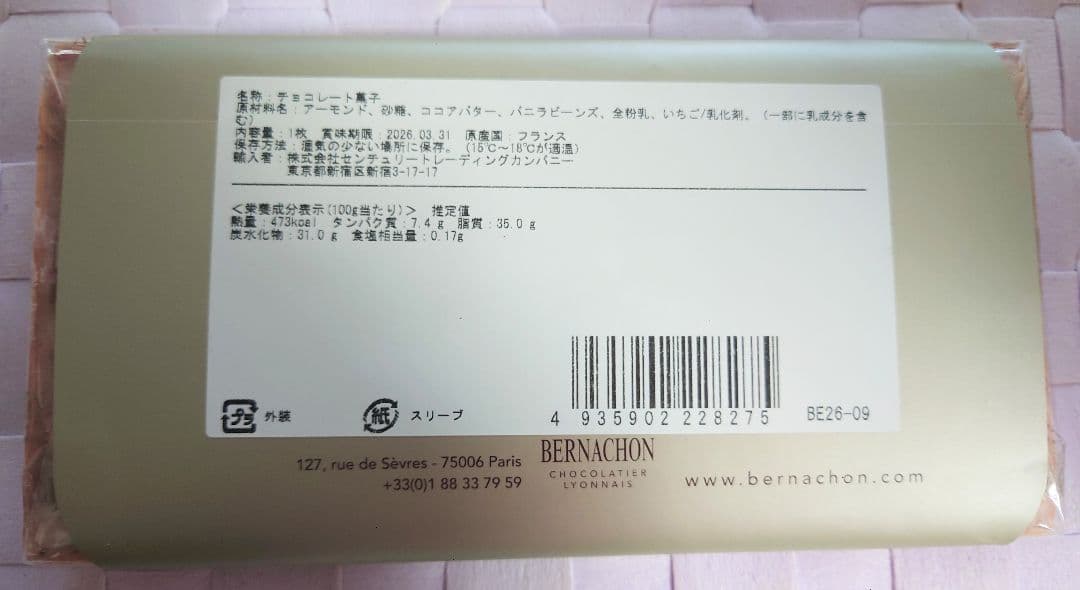 名称：チョコレート菓子
原材料名：アーモンド、砂糖、ココアバター、バニラビーンズ、全粉乳、いちご/乳化剤。（一部に乳成分を含
む）
内容量：1枚　賞味期限：2026.03.31　原産国：フランス
保存方法：湿気の少ない場所に保存。（15℃～18℃が適温）
輸入者：株式会社センチュリートレーディングカンパニー
東京都新宿区新宿3-17-17
＜栄養成分表示(100g当たり)＞　推定値
熱量：473kcal　タンパク質：7.4 g　脂質：35.0 g
炭水化物：31.0 g　食塩相当量：0.17g
プラ 外装　紙 スリーブ
4 935902 228275　BE26-09
127, rue de Sèvres - 75006 Paris
+33(0)1 88 33 79 59
BERNACHON
CHOCOLATIER
LYONNAIS
www.bernachon.com